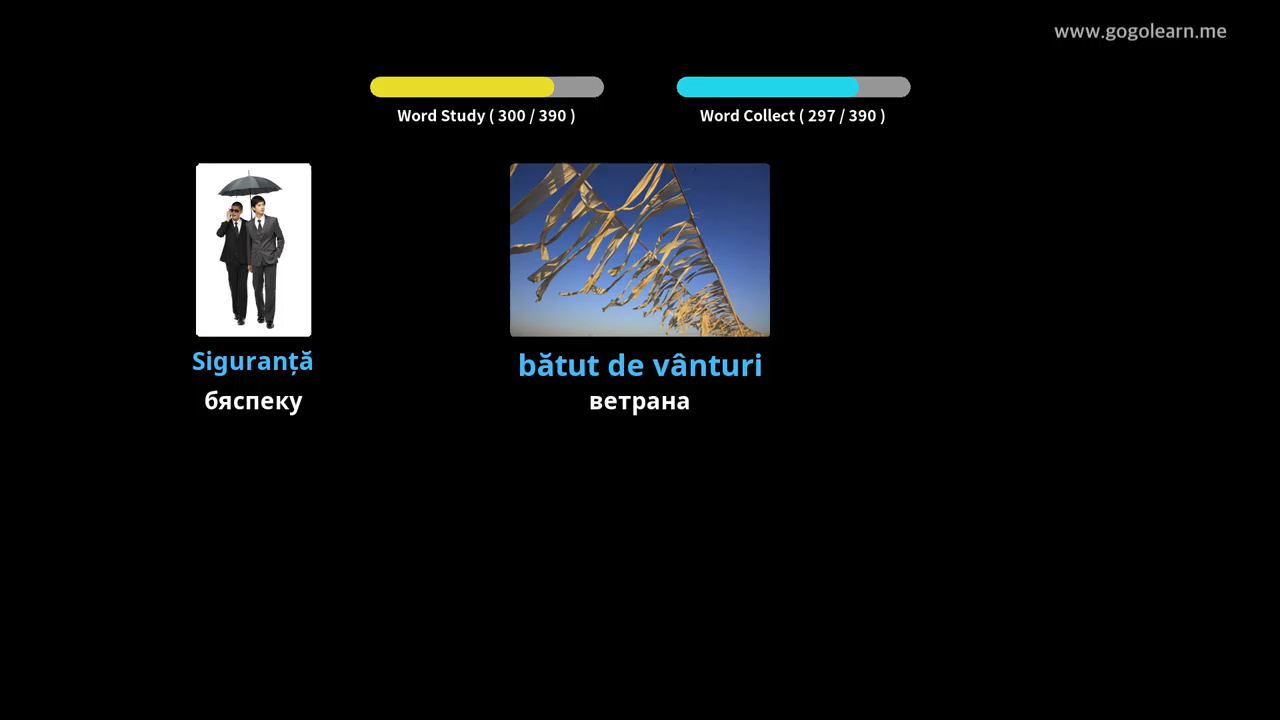 www.gogolearn.me
Word Study ( 300 / 390 )
Word Collect ( 297 / 390 )
Siguranță
бяспеку
bătut de vânturi
ветрана